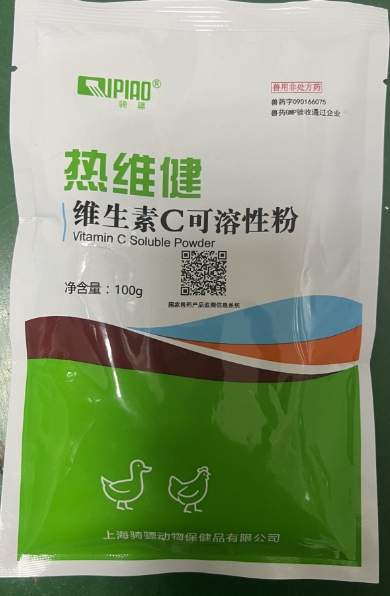 QIPIAO®
骑骠
兽用非处方药
兽药字090166075
兽药GMP验收通过企业
热维健
维生素C可溶性粉
Vitamin C Soluble Powder
净含量：100g
国家兽药产品追溯信息系统
上海骑骠动物保健品有限公司